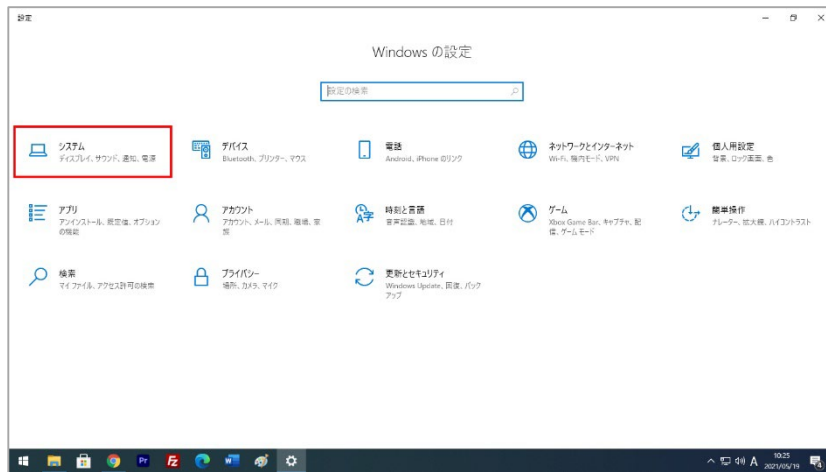 設定
Windows の設定
設定の検索
システム
ディスプレイ、サウンド、通知、電源
デバイス
Bluetooth、プリンター、マウス
電話
Android、iPhone のリンク
ネットワークとインターネット
Wi-Fi、機内モード、VPN
個人用設定
背景、ロック画面、色
アプリ
アンインストール、既定値、オプション
の機能
アカウント
アカウント、メール、同期、職場、家
族
時刻と言語
音声認識、地域、日付
ゲーム
Xbox Game Bar、キャプチャ、配
信、ゲーム モード
簡単操作
ナレーター、拡大鏡、ハイコントラスト
検索
マイ ファイル、アクセス許可の検索
プライバシー
場所、カメラ、マイク
更新とセキュリティ
Windows Update、回復、バック
アップ
Pr
Fz
W
A
10:25
2021/05/19